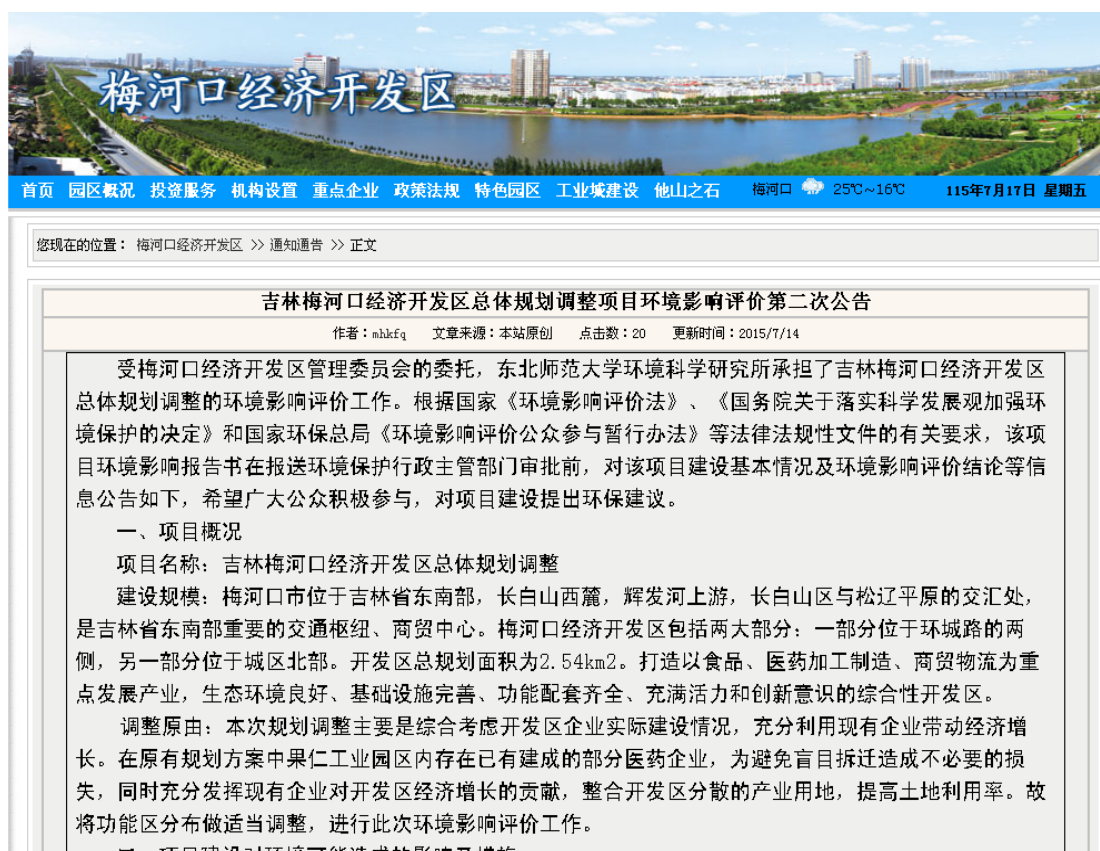 梅河口经济开发区
首页 园区概况 投资服务 机构设置 重点企业 政策法规 特色园区 工业城建设 他山之石 梅河口 25℃~16℃ 115年7月17日 星期五
您现在的位置： 梅河口经济开发区 >> 通知通告 >> 正文
吉林梅河口经济开发区总体规划调整项目环境影响评价第二次公告
作者：mhkfq 文章来源：本站原创 点击数：20 更新时间：2015/7/14
受梅河口经济开发区管理委员会的委托，东北师范大学环境科学研究所承担了吉林梅河口经济开发区
总体规划调整的环境影响评价工作。根据国家《环境影响评价法》、《国务院关于落实科学发展观加强环
境保护的决定》和国家环保总局《环境影响评价公众参与暂行办法》等法律法规性文件的有关要求，该项
目环境影响报告书在报送环境保护行政主管部门审批前，对该项目建设基本情况及环境影响评价结论等信
息公告如下，希望广大公众积极参与，对项目建设提出环保建议。
一、项目概况
项目名称：吉林梅河口经济开发区总体规划调整
建设规模：梅河口市位于吉林省东南部，长白山西麓，辉发河上游，长白山区与松辽平原的交汇处，
是吉林省东南部重要的交通枢纽、商贸中心。梅河口经济开发区包括两大部分：一部分位于环城路的两
侧，另一部分位于城区北部。开发区总规划面积为2.54km2。打造以食品、医药加工制造、商贸物流为重
点发展产业，生态环境良好、基础设施完善、功能配套齐全、充满活力和创新意识的综合性开发区。
调整原由：本次规划调整主要是综合考虑开发区企业实际建设情况，充分利用现有企业带动经济增
长。在原有规划方案中果仁工业园区内存在已有建成的部分医药企业，为避免盲目拆迁造成不必要的损
失，同时充分发挥现有企业对开发区经济增长的贡献，整合开发区分散的产业用地，提高土地利用率。故
将功能区分布做适当调整，进行此次环境影响评价工作。
二、项目建设对环境可能造成的影响及措施